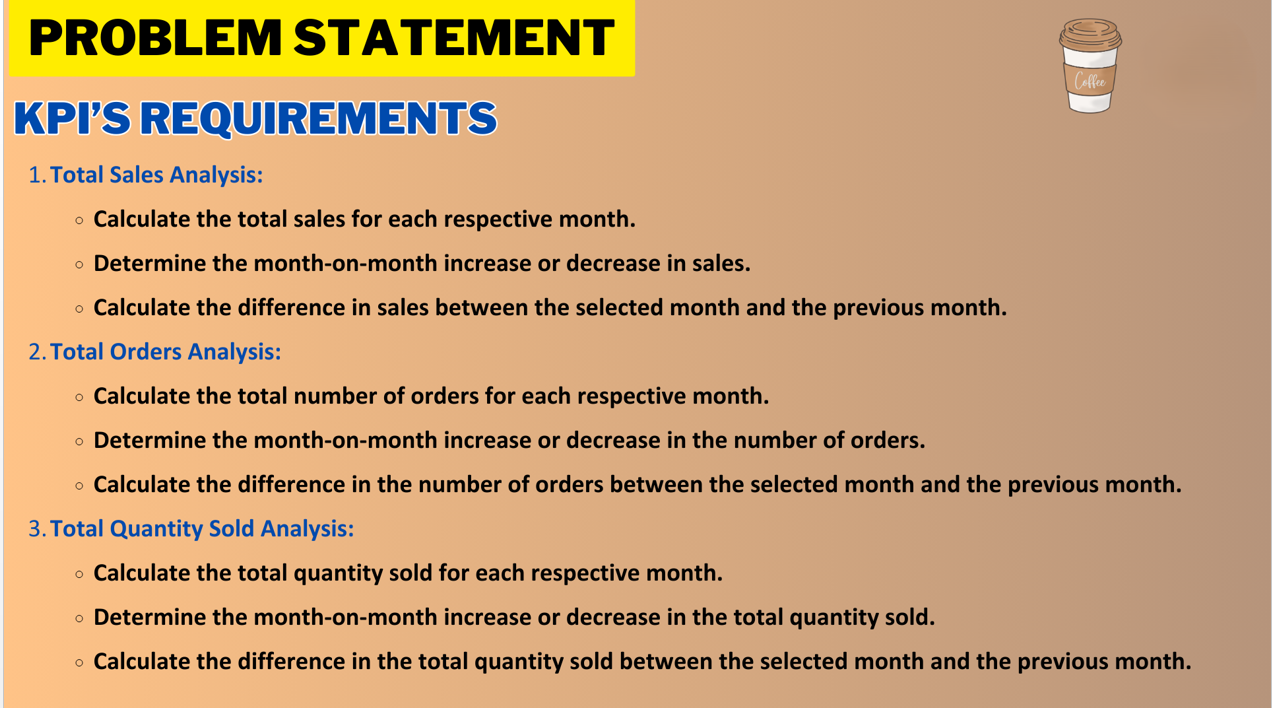 PROBLEM STATEMENT
Coffee
KPI'S REQUIREMENTS
1. Total Sales Analysis:
○ Calculate the total sales for each respective month.
○ Determine the month-on-month increase or decrease in sales.
○ Calculate the difference in sales between the selected month and the previous month.
2. Total Orders Analysis:
○ Calculate the total number of orders for each respective month.
○ Determine the month-on-month increase or decrease in the number of orders.
○ Calculate the difference in the number of orders between the selected month and the previous month.
3. Total Quantity Sold Analysis:
○ Calculate the total quantity sold for each respective month.
○ Determine the month-on-month increase or decrease in the total quantity sold.
○ Calculate the difference in the total quantity sold between the selected month and the previous month.